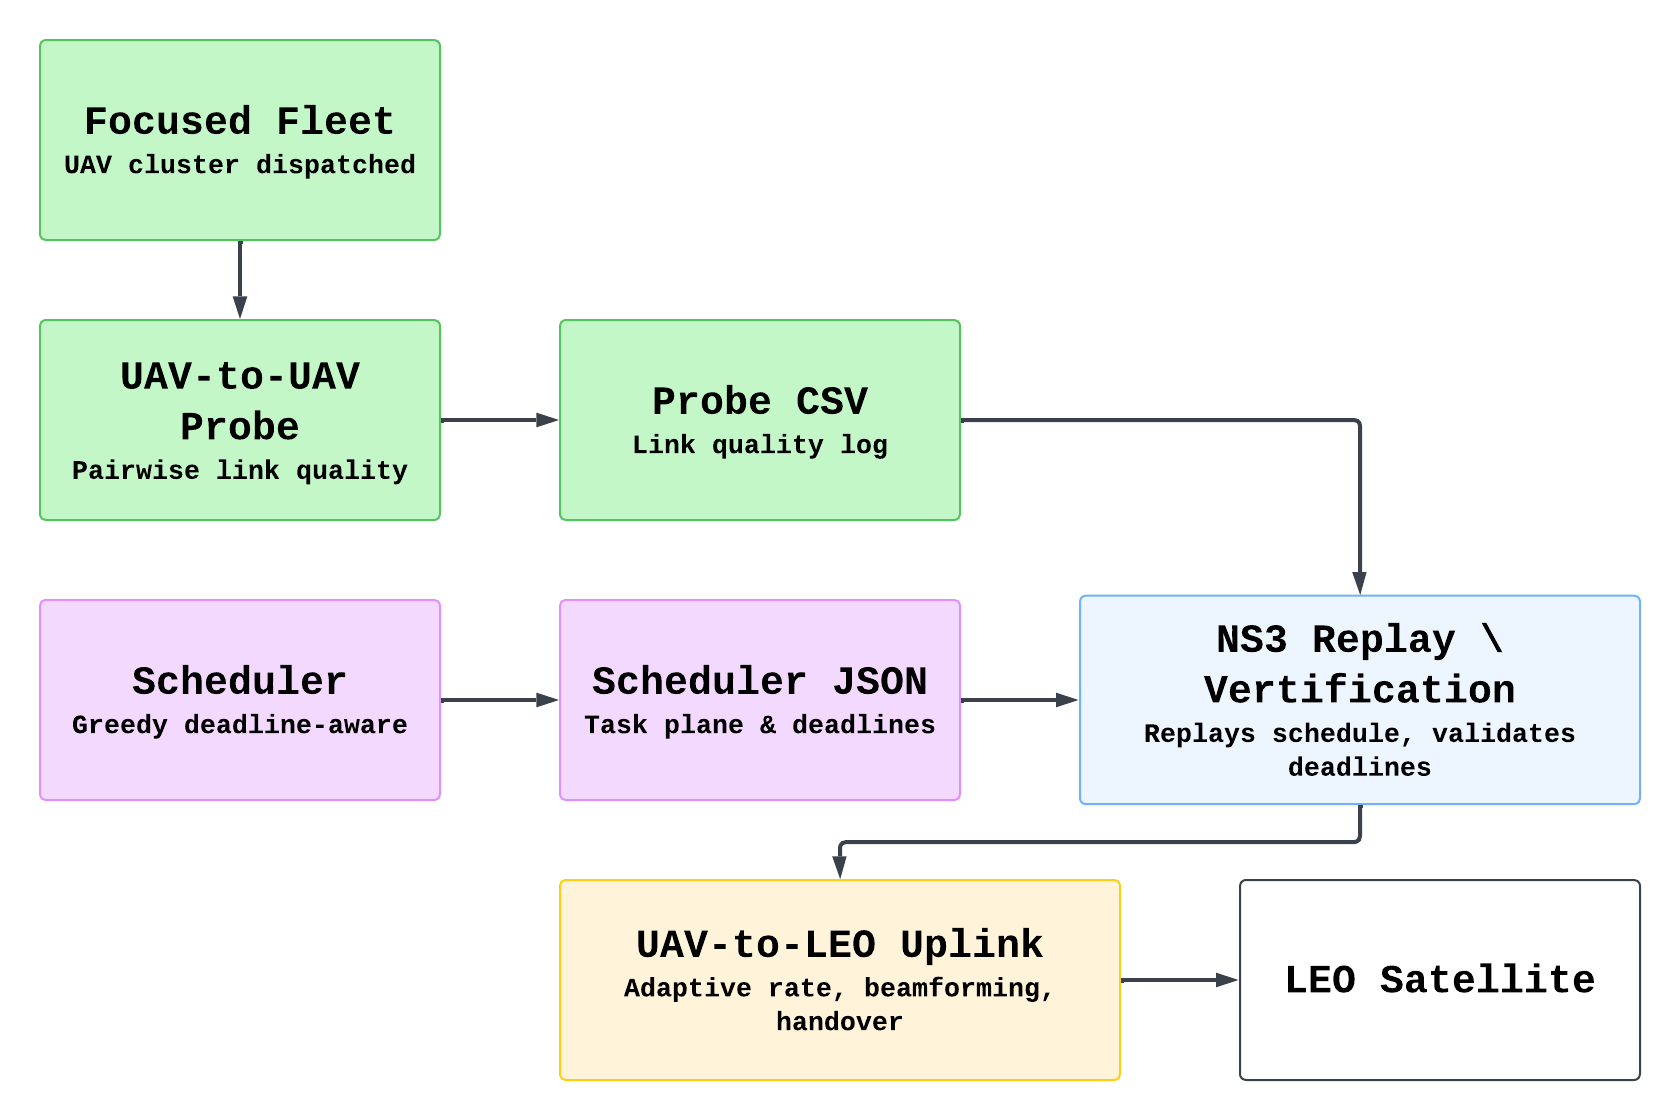 Focused Fleet
UAV cluster dispatched
UAV-to-UAV
Probe
Pairwise link quality
Probe CSV
Link quality log
Scheduler
Greedy deadline-aware
Scheduler JSON
Task plane & deadlines
NS3 Replay \
Vertification
Replays schedule, validates
deadlines
UAV-to-LEO Uplink
Adaptive rate, beamforming,
handover
LEO Satellite